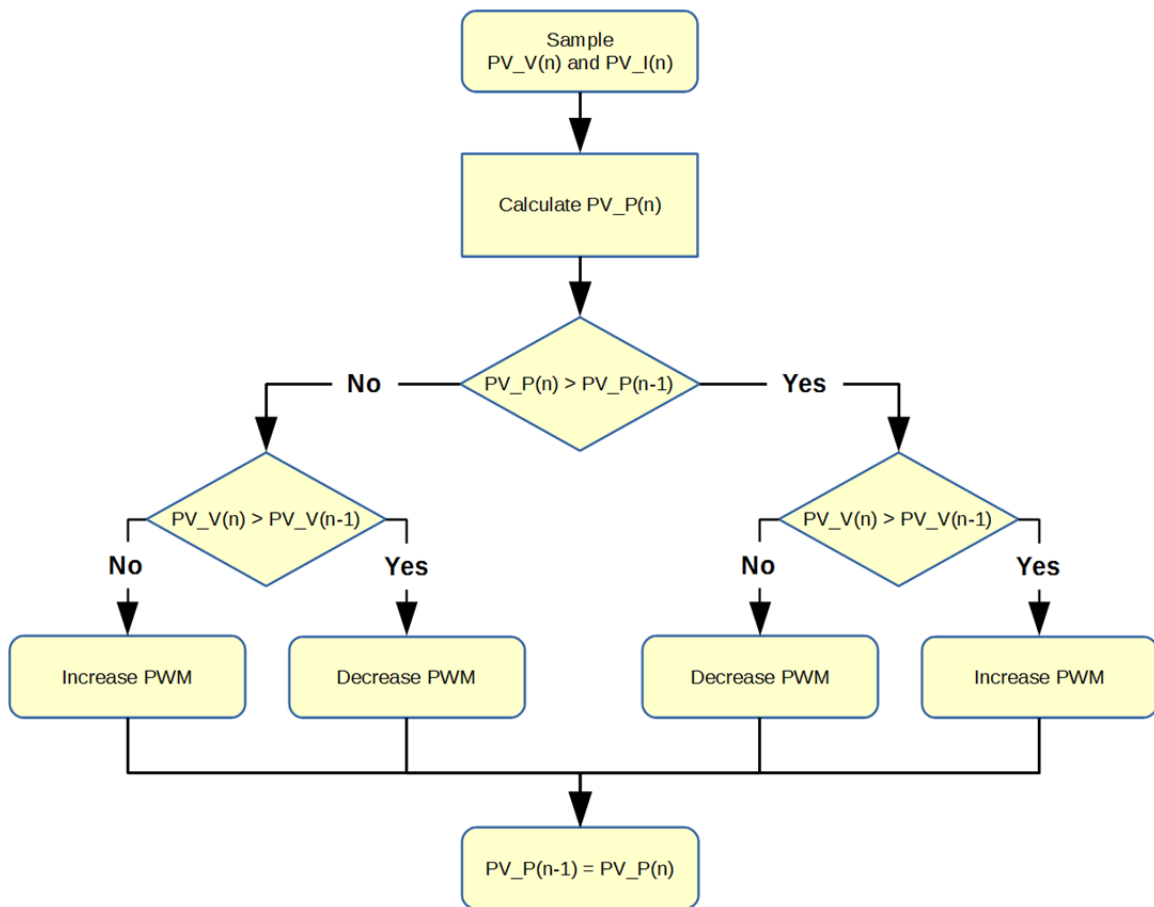 Sample
PV_V(n) and PV_I(n)
Calculate PV_P(n)
No
PV_P(n) > PV_P(n-1)
Yes
PV_V(n) > PV_V(n-1)
PV_V(n) > PV_V(n-1)
No
Yes
No
Yes
Increase PWM
Decrease PWM
Decrease PWM
Increase PWM
PV_P(n-1) = PV_P(n)